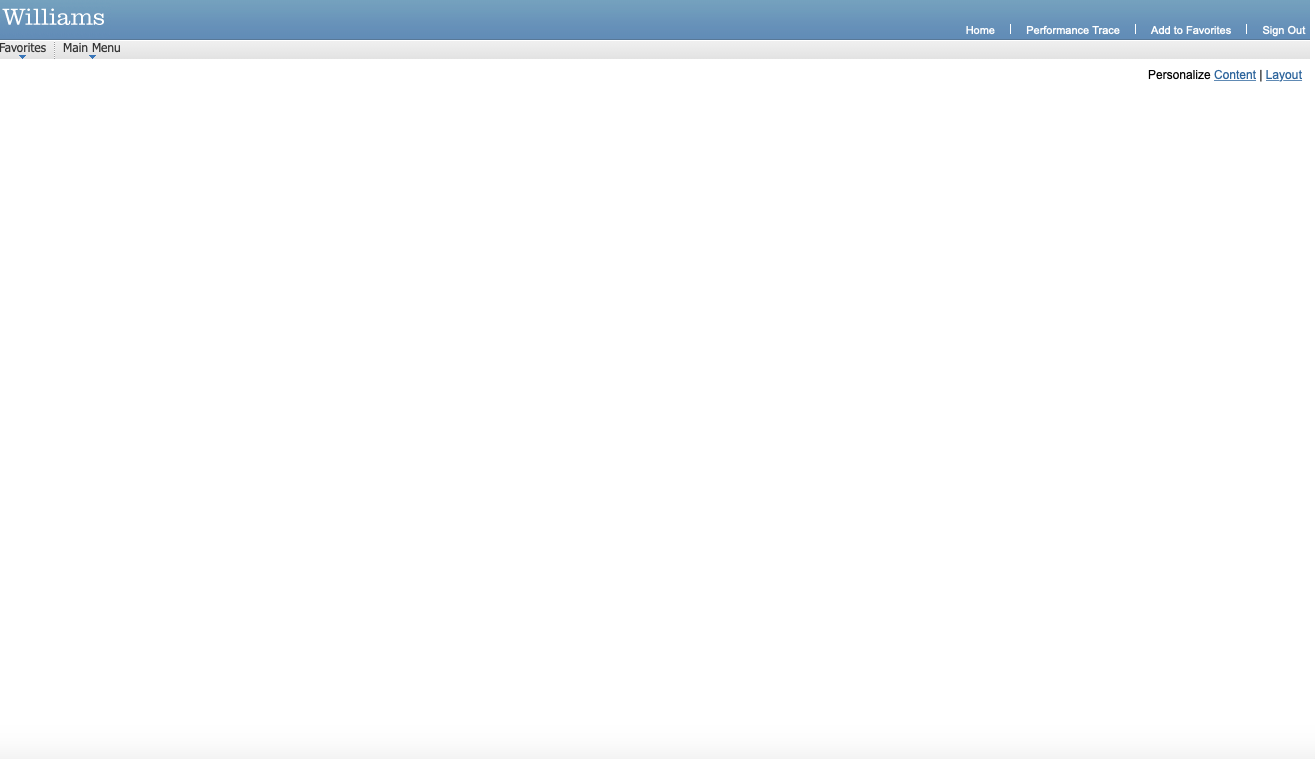 Williams
Home | Performance Trace | Add to Favorites | Sign Out
Favorites Main Menu
Personalize Content | Layout